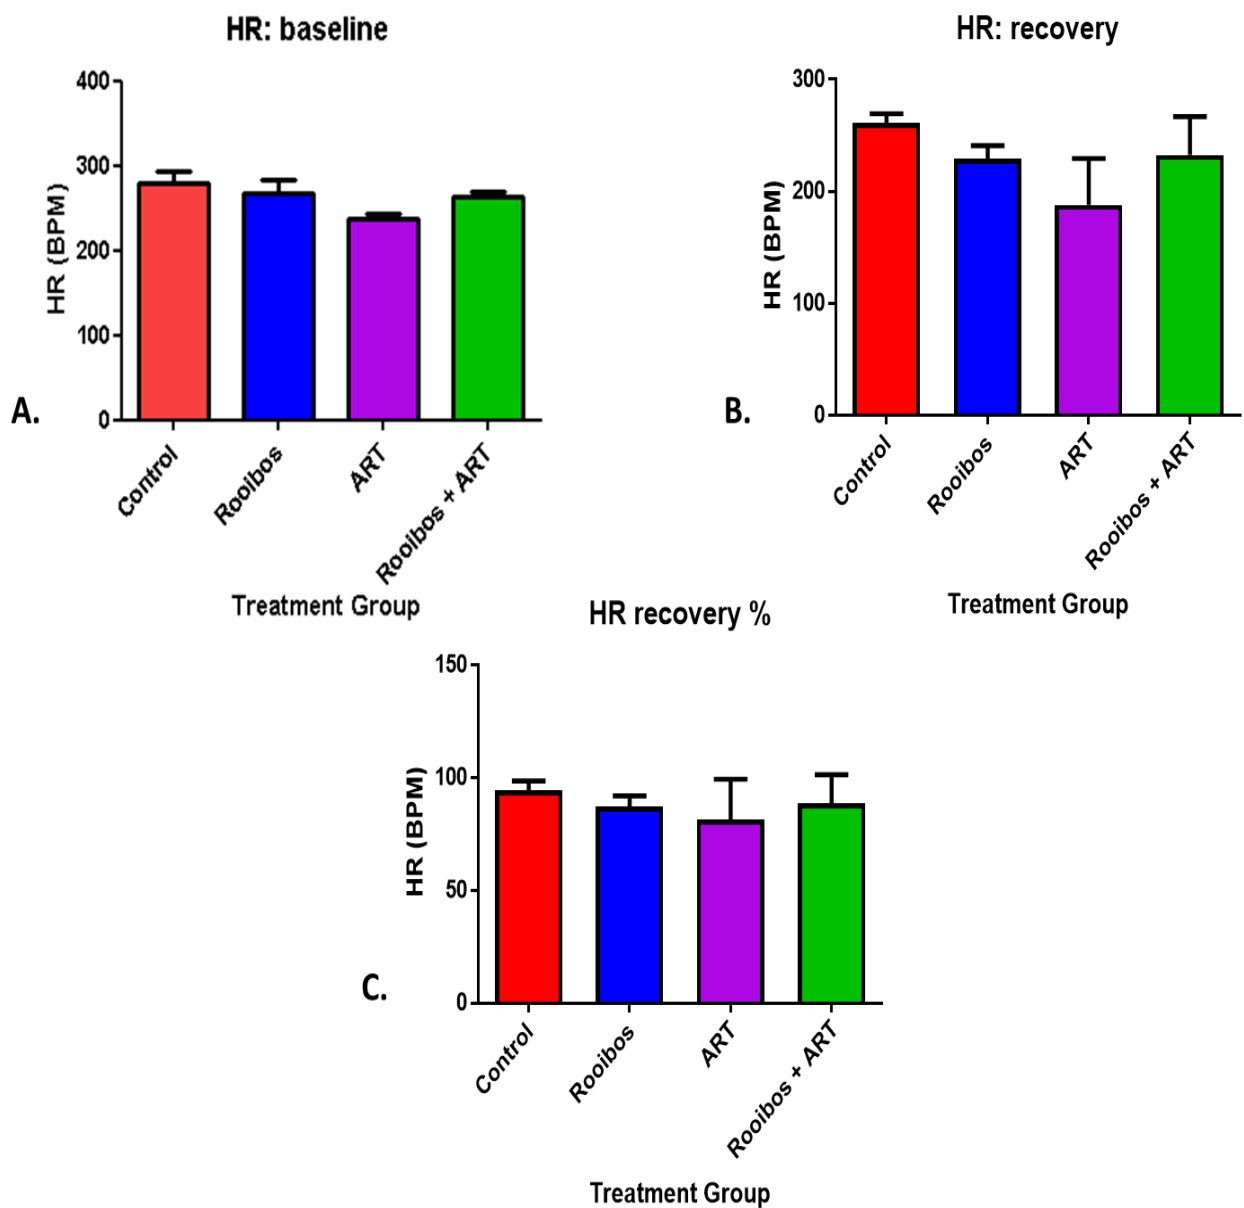 HR: baseline
400
300
200
100
0
HR (BPM)
A.
Control
Rooibos
ART
Rooibos + ART
Treatment Group
HR: recovery
300
200
100
0
HR (BPM)
B.
Control
Rooibos
ART
Rooibos + ART
Treatment Group
HR recovery %
150
100
50
0
HR (BPM)
C.
Control
Rooibos
ART
Rooibos + ART
Treatment Group